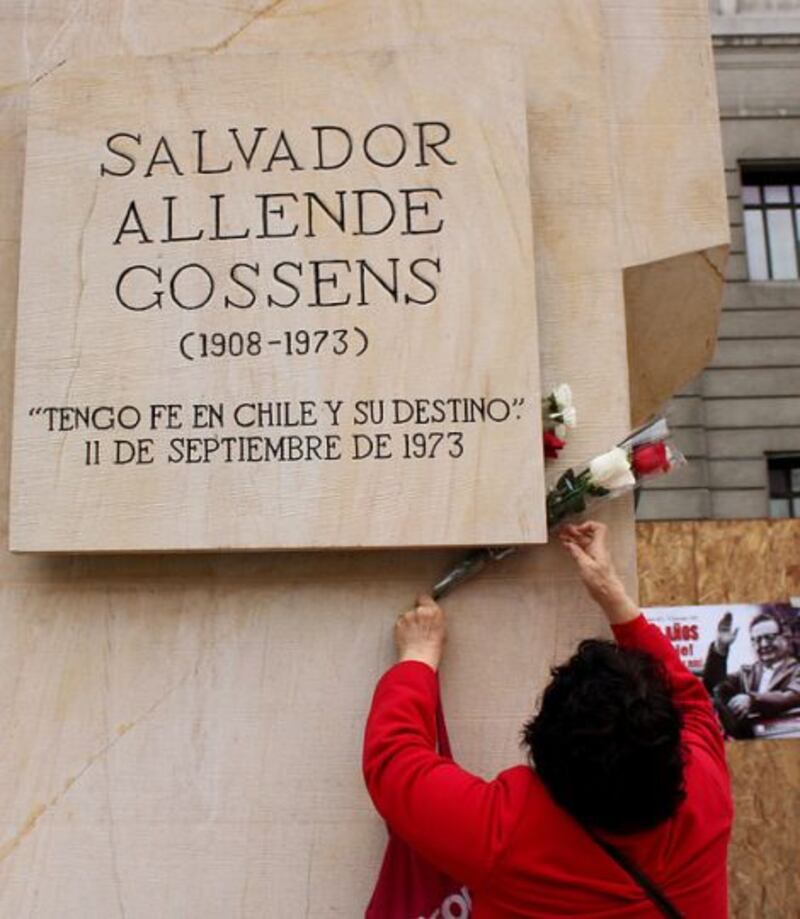 SALVADOR
ALLENDE
GOSSENS
(1908-1973)
"TENGO FE EN CHILE Y SU DESTINO".
11 DE SEPTIEMBRE DE 1973
AÑOS